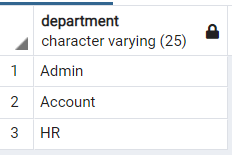 department
character varying (25)
1 Admin
2 Account
3 HR